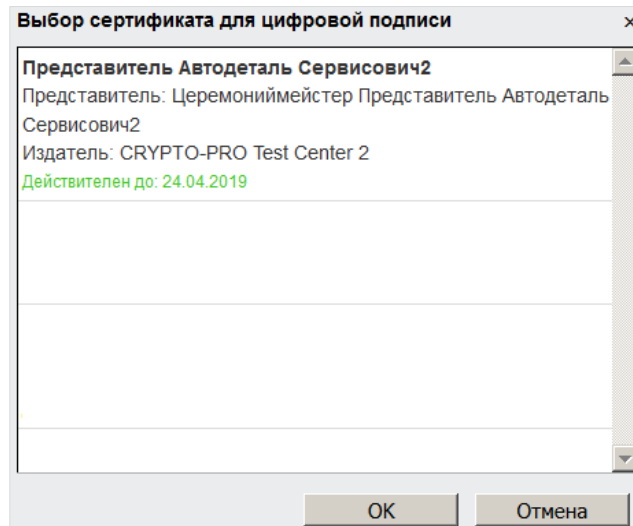 Выбор сертификата для цифровой подписи ×
Представитель Автодеталь Сервисович2
Представитель: Церемониймейстер Представитель Автодеталь
Сервисович2
Издатель: CRYPTO-PRO Test Center 2
Действителен до: 24.04.2019
OK Отмена